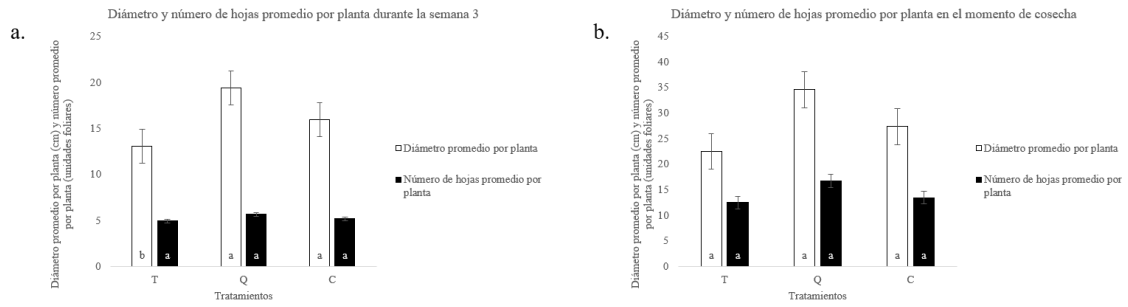 a.
Diámetro y número de hojas promedio por planta durante la semana 3
Diámetro promedio por planta (cm) y número promedio
por planta (unidades foliares)
25
20
15
10
5
0
b a
a a
a a
T
Q
C
Tratamientos
Diámetro promedio por planta
Número de hojas promedio por
planta
b.
Diámetro y número de hojas promedio por planta en el momento de cosecha
Diámetro promedio por planta (cm) y número promedio
por planta (unidades foliares)
45
40
35
30
25
20
15
10
5
0
a a
a a
a a
T
Q
C
Tratamientos
Diámetro promedio por planta
Número de hojas promedio por
planta